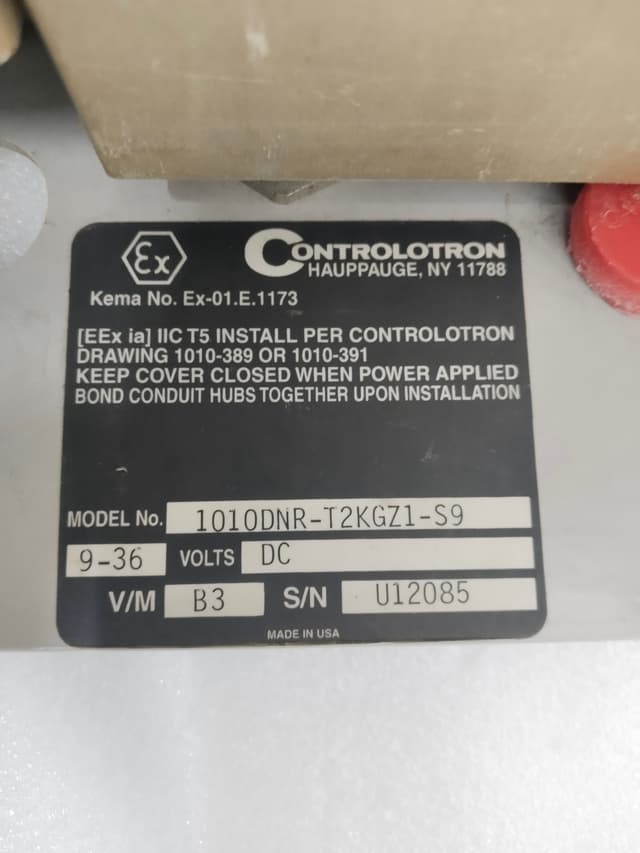 Ex
CONTROLOTRON
HAUPPAUGE, NY 11788
Kema No. Ex-01.E.1173
[EEx ia] IIC T5 INSTALL PER CONTROLOTRON
DRAWING 1010-389 OR 1010-391
KEEP COVER CLOSED WHEN POWER APPLIED
BOND CONDUIT HUBS TOGETHER UPON INSTALLATION
MODEL No. 1010DNR-T2KGZ1-S9
9-36 VOLTS DC
V/M B3 S/N U12085
MADE IN USA